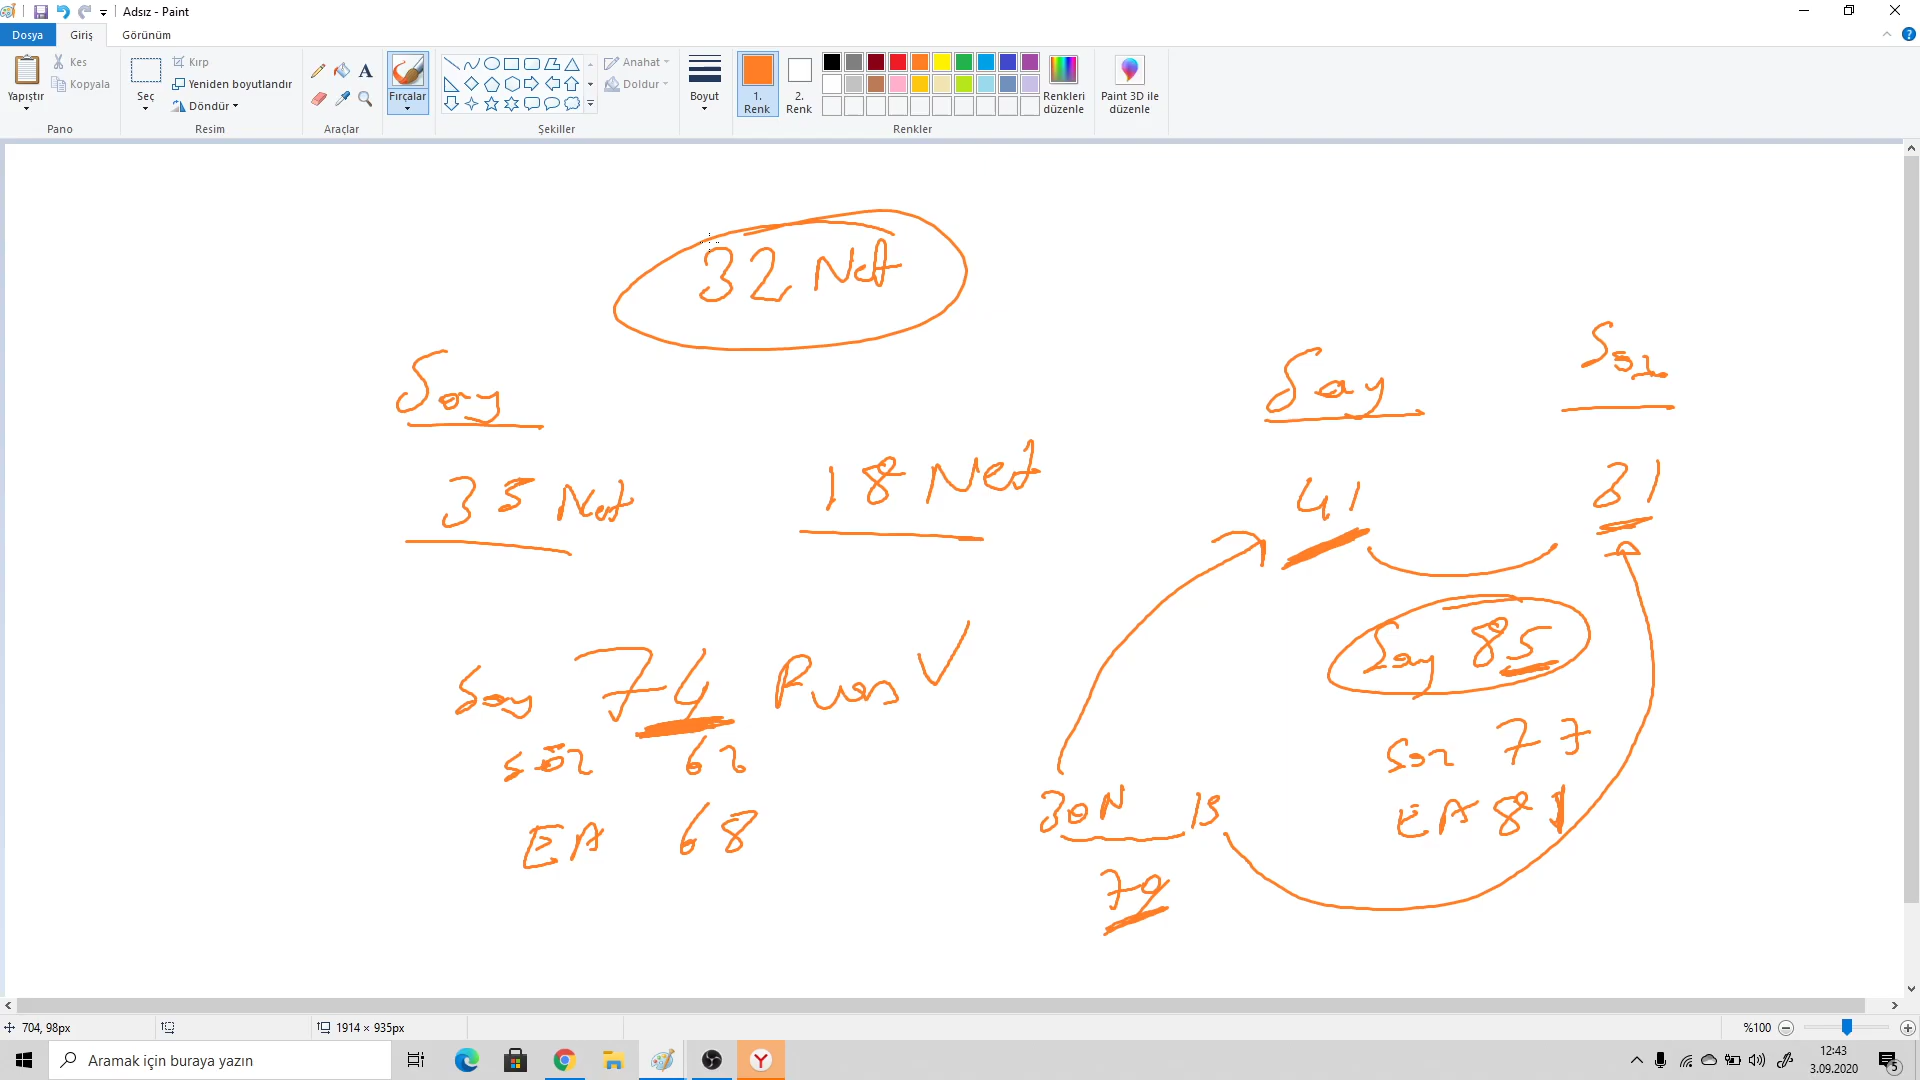 Adsız - Paint
Dosya
Giriş
Görünüm
Yapıştır
Kes
Kopyala
Pano
Seç
Kırp
Yeniden boyutlandır
Döndür
Resim
Araçlar
Fırçalar
Şekiller
Anahat
Doldur
Boyut
1.
Renk
2.
Renk
Renkler
Renkleri
düzenle
Paint 3D ile
düzenle
32 Net
Say
35 Net
18 Net
Say 74 Puan
söz 62
EA 68
Say
41
31
Say 85
77
EA 81
30N
704, 98px
1914 × 935px
%100
Aramak için buraya yazın
12:43
3.09.2020
5